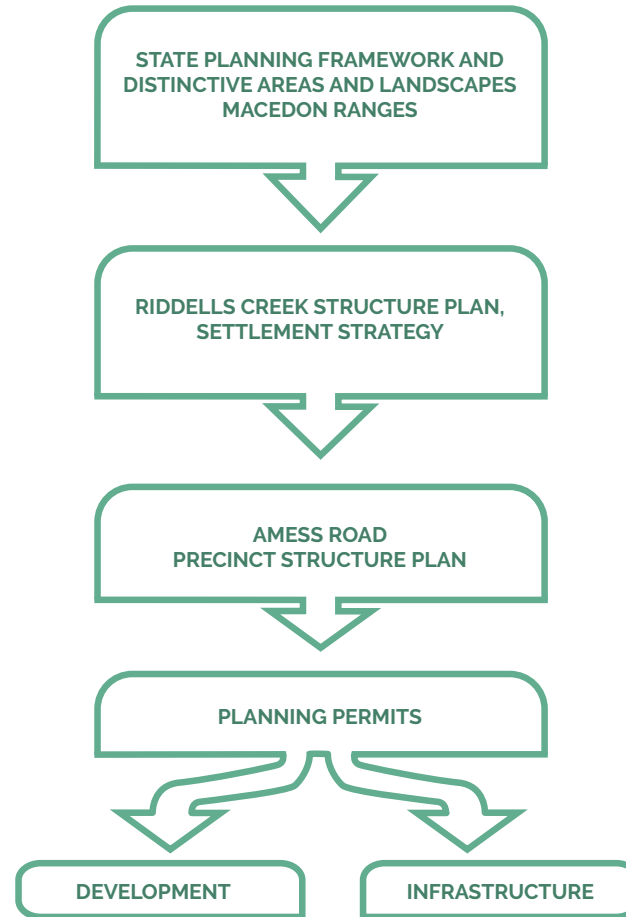 STATE PLANNING FRAMEWORK AND
DISTINCTIVE AREAS AND LANDSCAPES
MACEDON RANGES
RIDDELLS CREEK STRUCTURE PLAN,
SETTLEMENT STRATEGY
AMESS ROAD
PRECINCT STRUCTURE PLAN
PLANNING PERMITS
DEVELOPMENT
INFRASTRUCTURE